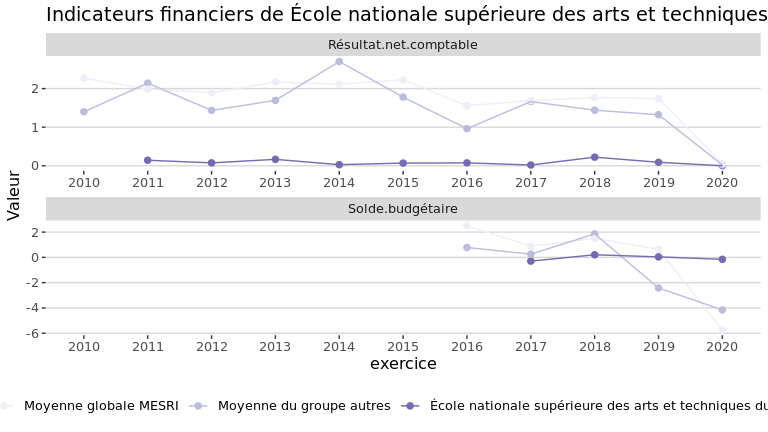 Indicateurs financiers de École nationale supérieure des arts et techniques
Résultat.net.comptable
2
1
0
2010 2011 2012 2013 2014 2015 2016 2017 2018 2019 2020
Valeur
Solde.budgétaire
2
0
-2
-4
-6
2010 2011 2012 2013 2014 2015 2016 2017 2018 2019 2020
exercice
Moyenne globale MESRI Moyenne du groupe autres École nationale supérieure des arts et techniques du